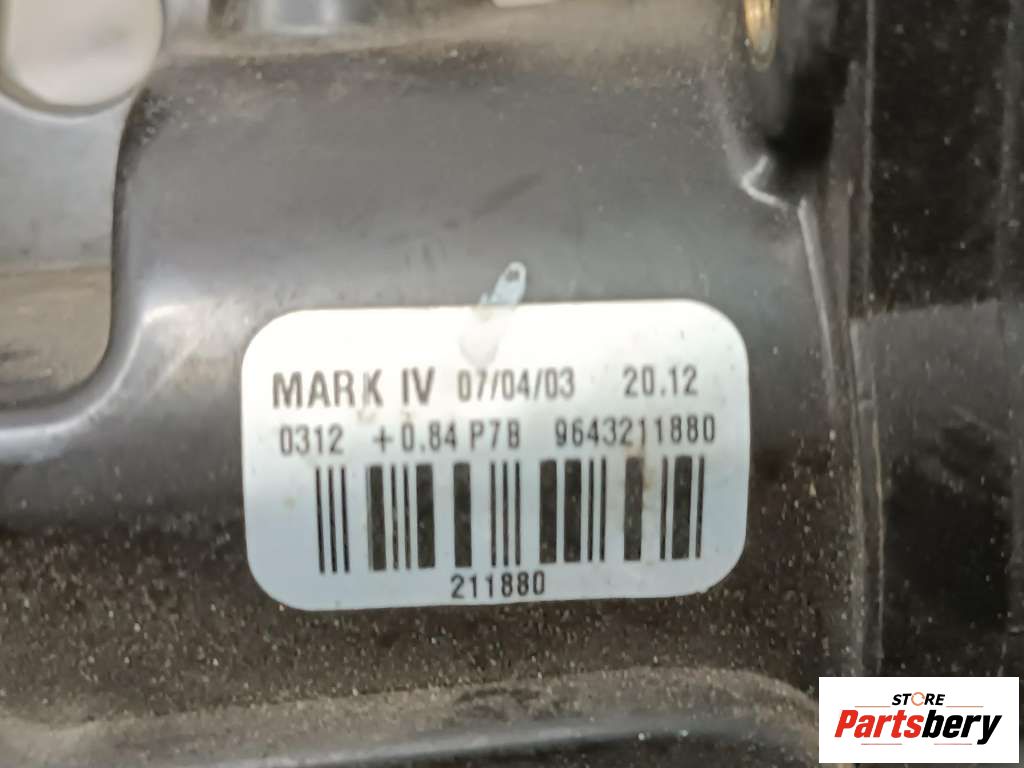 MARK IV 07/04/03 20.12
0312 +0.84 P7B 9643211880
211880
STORE
Partsbery